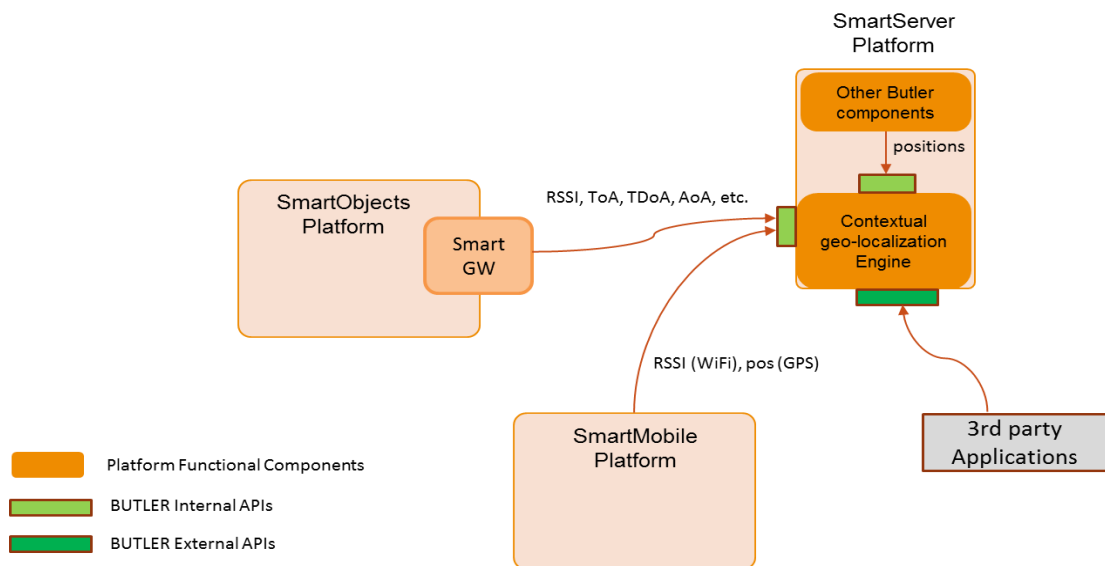 SmartServer
Platform
Other Butler
components
positions
RSSI, ToA, TDoA, AoA, etc.
SmartObjects
Platform
Smart
GW
Contextual
geo-localization
Engine
RSSI (WiFi), pos (GPS)
SmartMobile
Platform
3rd party
Applications
Platform Functional Components
BUTLER Internal APIs
BUTLER External APIs